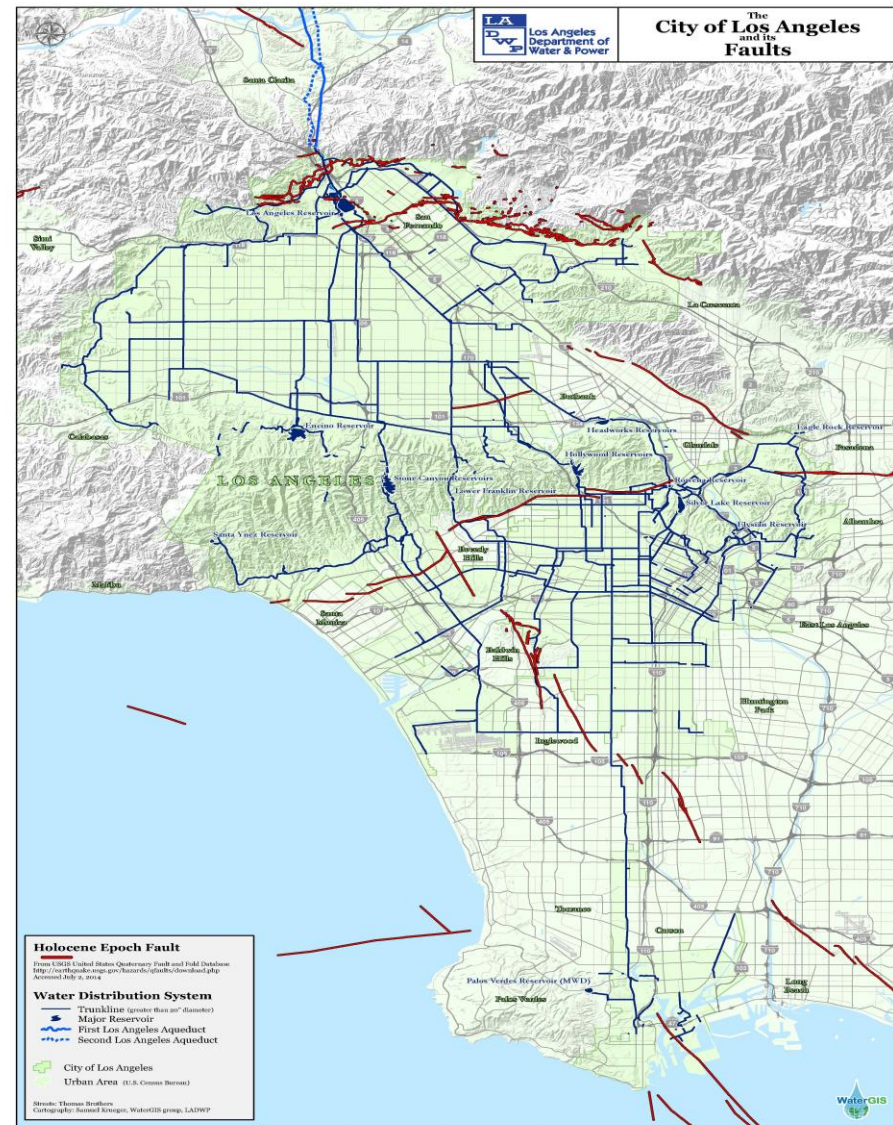 LA
D
WP
Los Angeles
Department of
Water & Power
The
City of Los Angeles
and its
Faults
Santa Clarita
Los Angeles Reservoir
San
Fernando
Simi
Valley
La Crescenta
Burbank
Encino Reservoir
Headworks Reservoirs
Eagle Rock Reservoir
Calabasas
Glendale
Pasadena
Hollywood Reservoirs
LOS ANGELES
Stone Canyon Reservoirs
Lower Franklin Reservoir
Rowena Reservoir
Silver Lake Reservoir
Elysian Reservoir
Alhambra
Santa Ynez Reservoir
Beverly
Hills
Malibu
Santa
Monica
East Los Angeles
Baldwin
Hills
Huntington
Park
Inglewood
Torrance
Carson
Palos Verdes Reservoir (MWD)
Palos Verdes
Long
Beach
Holocene Epoch Fault
From USGS United States Quaternary Fault and Fold Database
http://earthquake.usgs.gov/hazards/qfaults/download.php
Accessed July 2, 2014
Water Distribution System
Trunkline (greater than 20" diameter)
Major Reservoir
First Los Angeles Aqueduct
Second Los Angeles Aqueduct
City of Los Angeles
Urban Area (U.S. Census Bureau)
Streets: Thomas Brothers
Cartography: Samuel Krueger, WaterGIS group, LADWP
WaterGIS